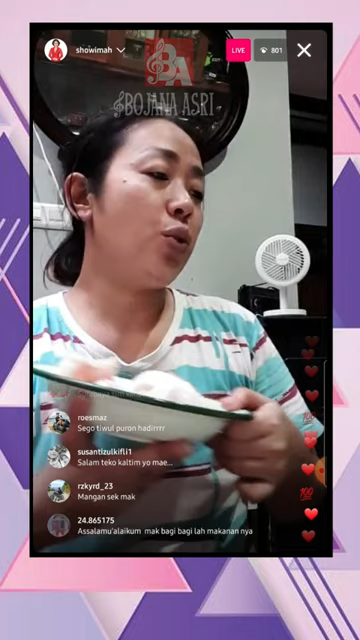 showimah
LIVE
801
BA
BOJANA ASRI
roesmaz
Sego tiwul puron hadirrrr
susantizulkifli1
Salam teko kaltim yo mae...
rzkyrd_23
Mangan sek mak
24.865175
Assalamu'alaikum mak bagi bagi lah makanan nya